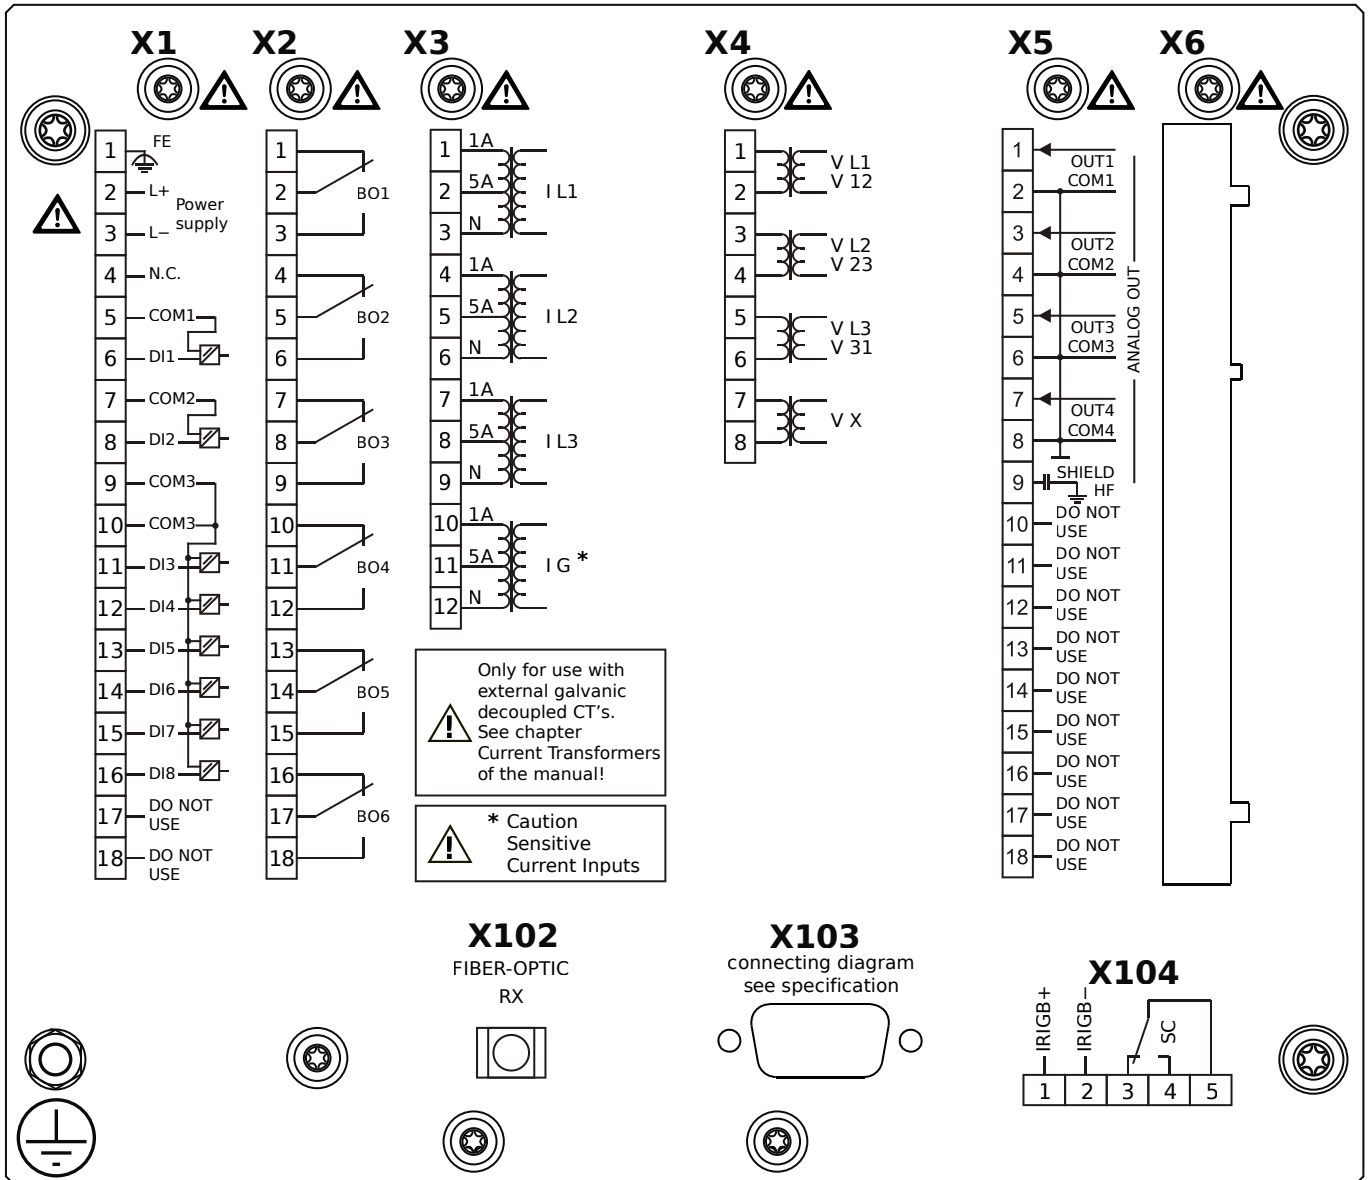 X1
X2
X3
X4
X5
X6
1 FE
2 L+
Power
supply
3 L−
4 N.C.
5 COM1
6 DI1
7 COM2
8 DI2
9 COM3
10 COM3
11 DI3
12 DI4
13 DI5
14 DI6
15 DI7
16 DI8
17 DO NOT
USE
18 DO NOT
USE
1
2 BO1
3
4
5 BO2
6
7
8 BO3
9
10
11 BO4
12
13
14 BO5
15
16
17 BO6
18
1 1A
2 5A I L1
3 N
4 1A
5 5A I L2
6 N
7 1A
8 5A I L3
9 N
10 1A
11 5A I G *
12 N
Only for use with
external galvanic
decoupled CT's.
See chapter
Current Transformers
of the manual!
* Caution
Sensitive
Current Inputs
1 V L1
2 V 12
3 V L2
4 V 23
5 V L3
6 V 31
7 V X
8
1 OUT1
2 COM1
3 OUT2
4 COM2
5 OUT3
6 COM3
7 OUT4
8 COM4
ANALOG OUT
9 SHIELD
HF
10 DO NOT
USE
11 DO NOT
USE
12 DO NOT
USE
13 DO NOT
USE
14 DO NOT
USE
15 DO NOT
USE
16 DO NOT
USE
17 DO NOT
USE
18 DO NOT
USE
X102
FIBER-OPTIC
RX
X103
connecting diagram
see specification
X104
IRIGB+
IRIGB−
SC
1 2 3 4 5